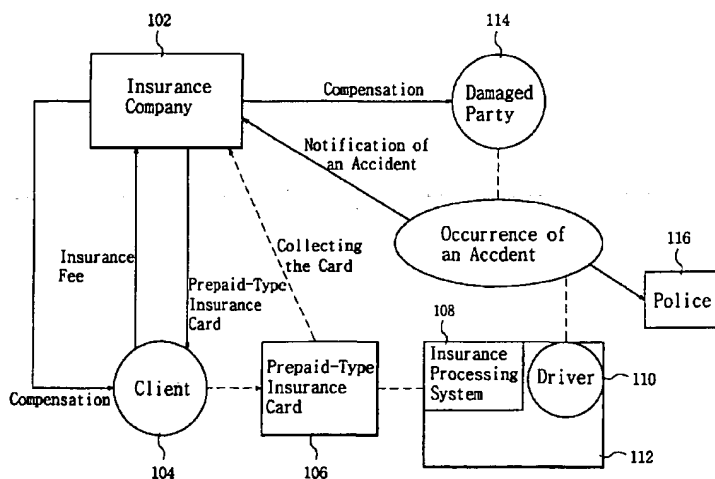 102
114
Insurance
Company
Compensation
Damaged
Party
Notification of
an Accident
Occurrence of
an Accdent
116
Police
Collecting
the Card
Insurance
Fee
Prepaid-Type
Insurance
Card
108
Insurance
Processing
System
Driver
110
Prepaid-Type
Insurance
Card
Client
Compensation
104
106
112